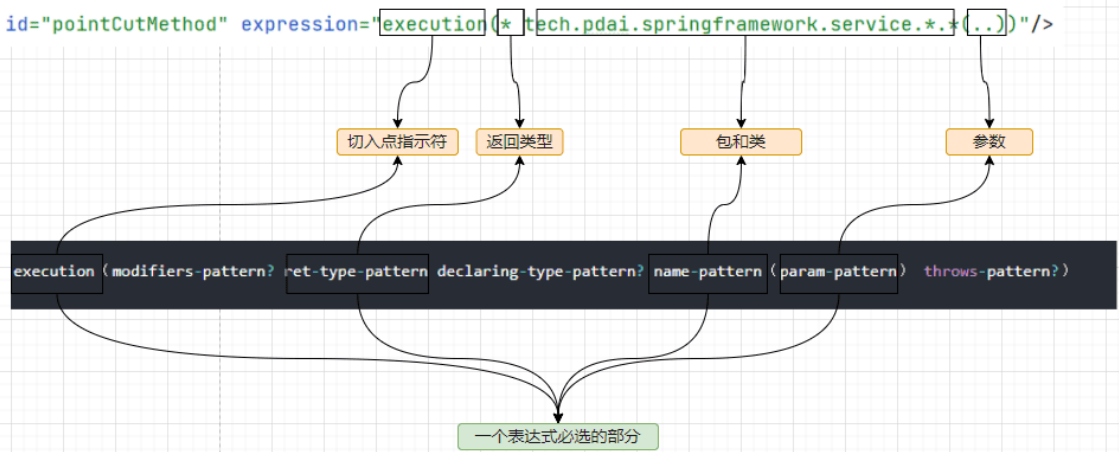 id="pointCutMethod" expression="execution(* tech.pdai.springframework.service.*.*(..))"/>
切入点指示符 返回类型 包和类 参数
execution（modifiers-pattern? ret-type-pattern declaring-type-pattern? name-pattern（param-pattern） throws-pattern?）
一个表达式必选的部分